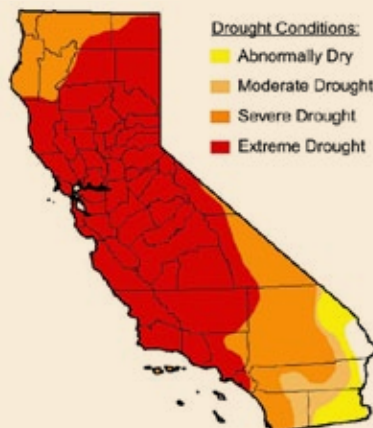 Drought Conditions:
Abnormally Dry
Moderate Drought
Severe Drought
Extreme Drought